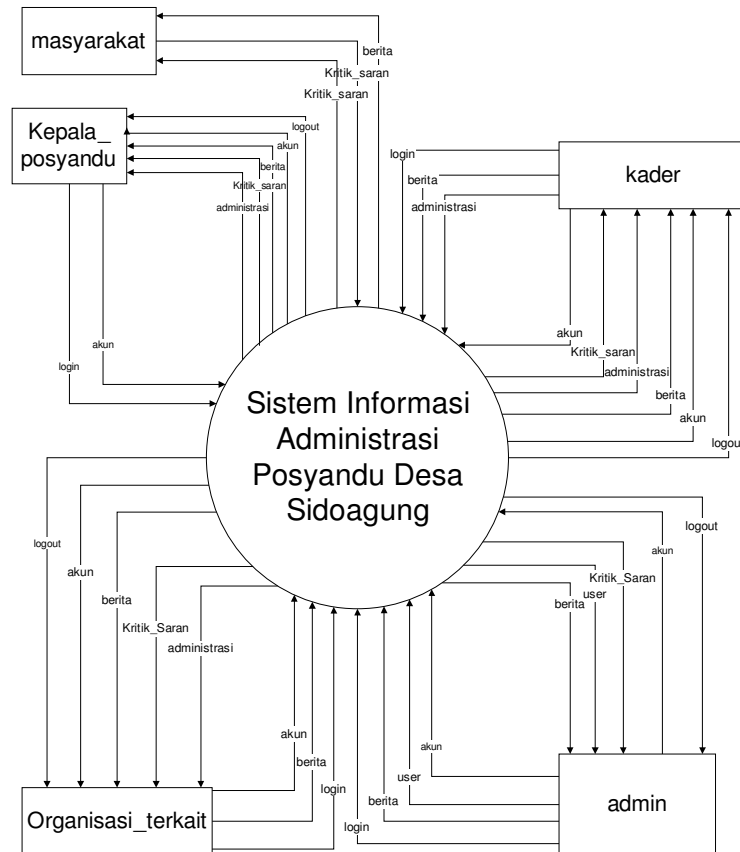 masyarakat
berita
Kritik_saran
Kritik_saran
Kepala_
posyandu
logout
akun
berita
Kritik_saran
administrasi
login
berita
administrasi
kader
akun
Kritik_saran
administrasi
berita
akun
logout
akun
login
Sistem Informasi
Administrasi
Posyandu Desa
Sidoagung
logout
akun
berita
Kritik_Saran
administrasi
logout
akun
Kritik_Saran
user
berita
akun
berita
login
akun
user
berita
login
Organisasi_terkait
admin